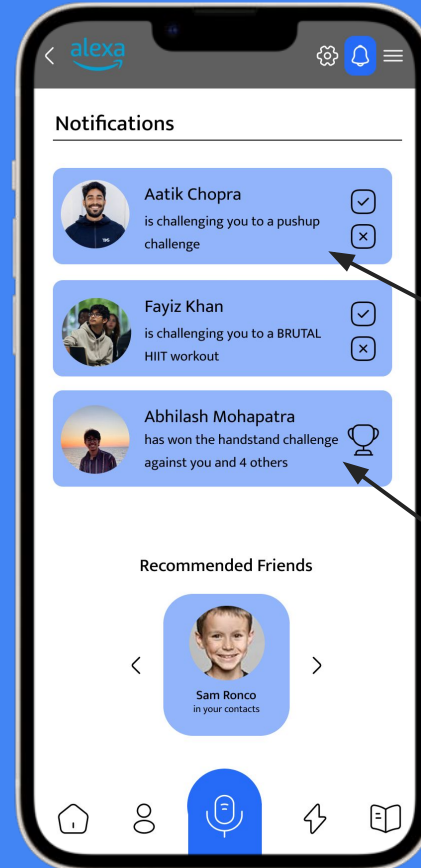 alexa
Notifications
Aatik Chopra
is challenging you to a pushup
challenge
Fayiz Khan
is challenging you to a BRUTAL
HIIT workout
Abhilash Mohapatra
has won the handstand challenge
against you and 4 others
Recommended Friends
Sam Ronco
in your contacts